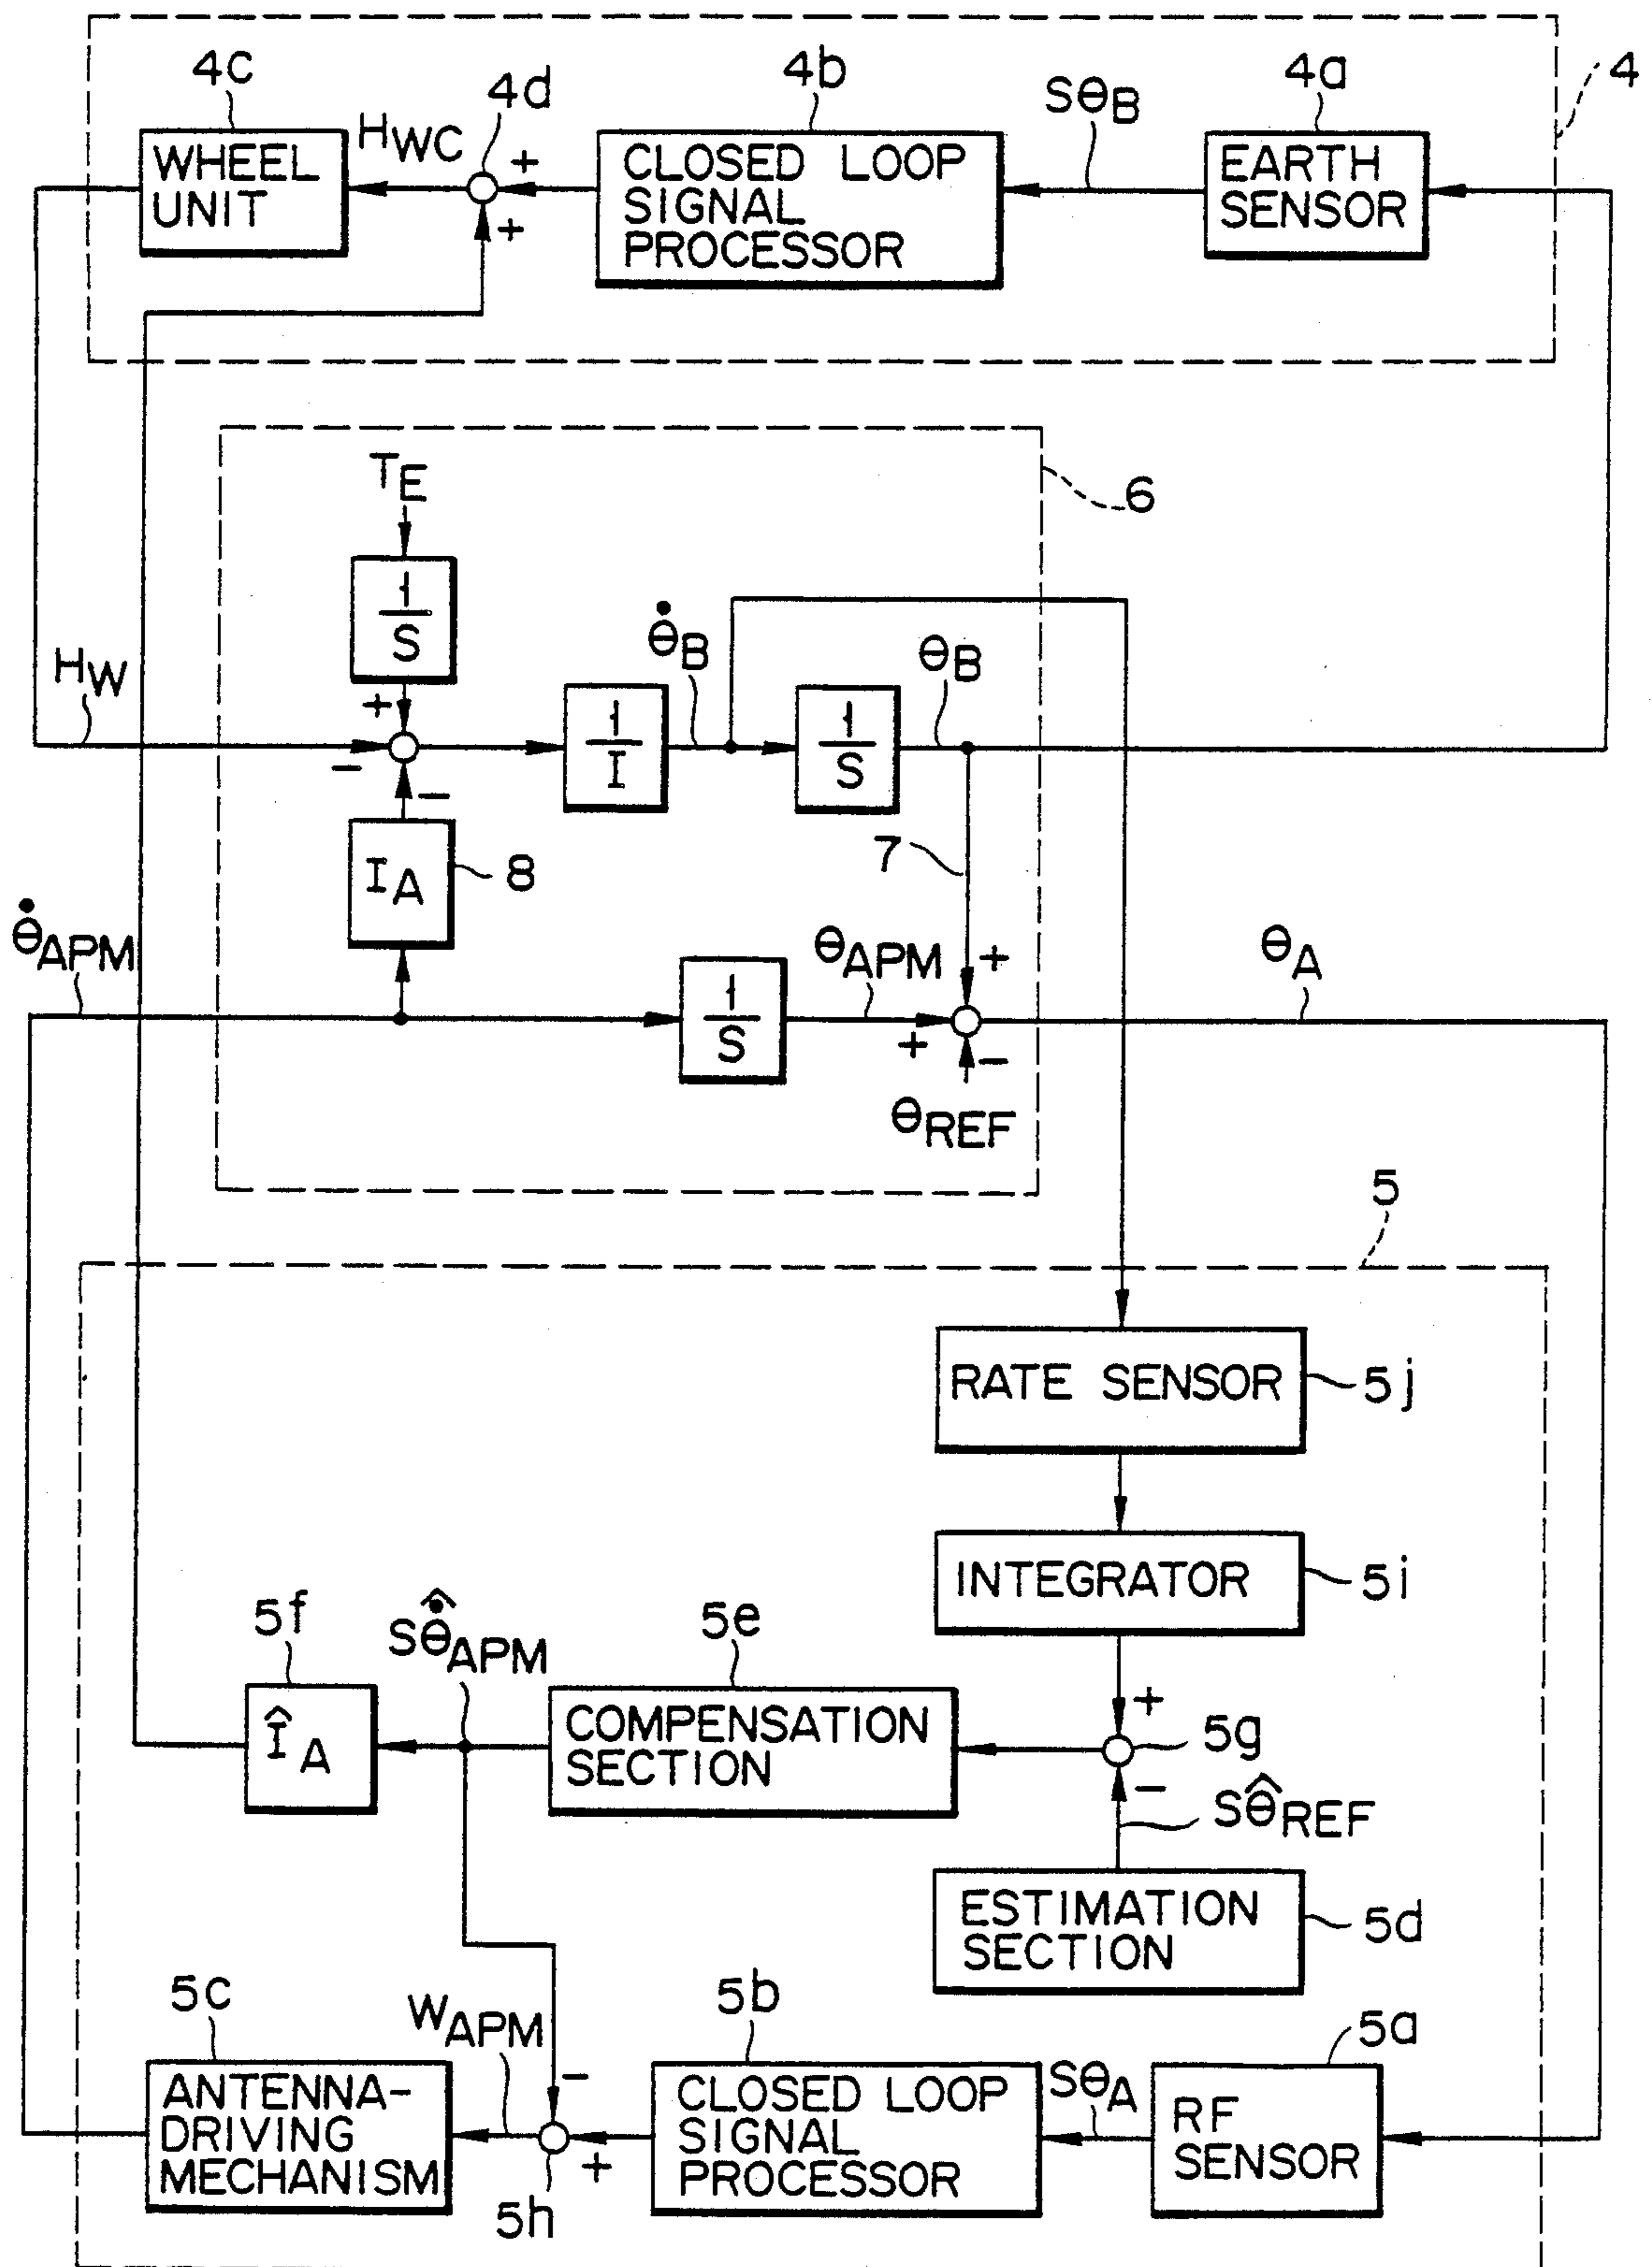 4c
4d
4b
4a
4
HWC
SθB
WHEEL
UNIT
+
+
CLOSED LOOP
SIGNAL
PROCESSOR
EARTH
SENSOR
TE
6
1
S
HW
+
−
−
θ̇B
θB
1
I
1
S
7
IA
8
θ̇APM
θAPM
θA
1
S
+
+
−
θREF
5
RATE SENSOR
5j
INTEGRATOR
5i
5f
Sθ̇̂APM
5e
ÎA
COMPENSATION
SECTION
+
5g
−
Sθ̂REF
ESTIMATION
SECTION
5d
5c
WAPM
5b
5a
−
+
5h
ANTENNA-
DRIVING
MECHANISM
CLOSED LOOP
SIGNAL
PROCESSOR
SθA
RF
SENSOR